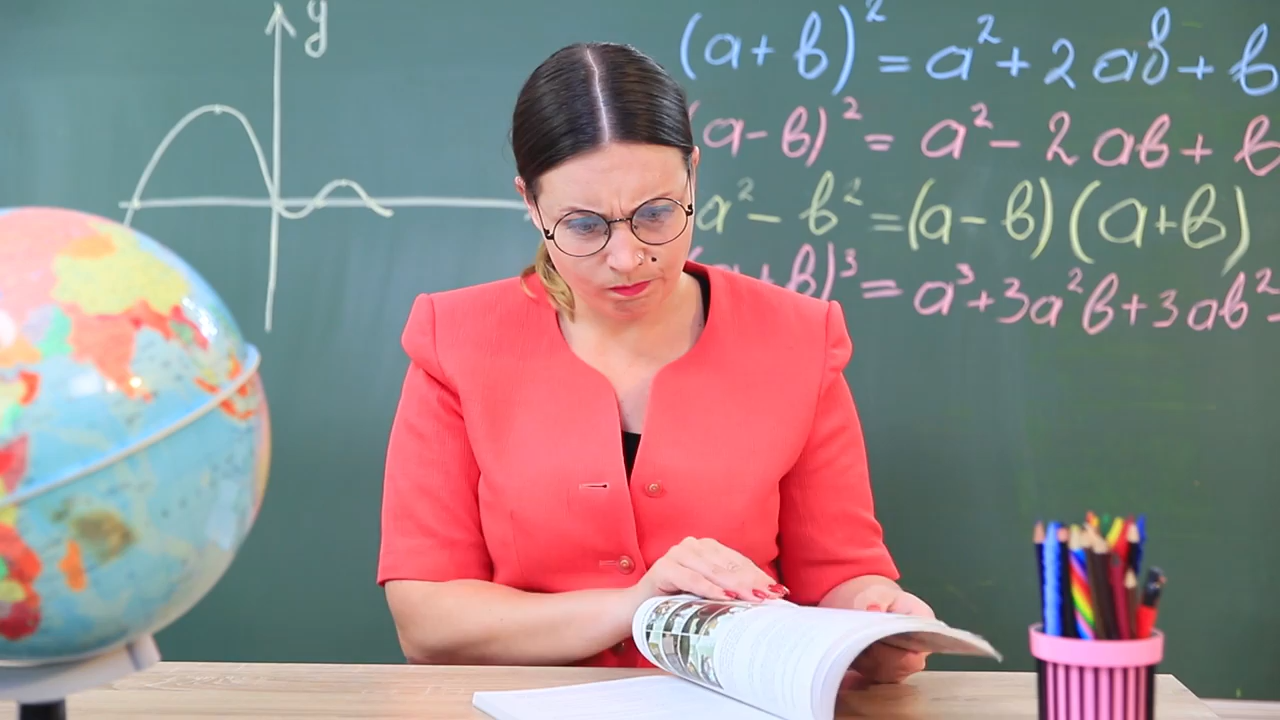 y
(a+b)² = a²+2ab+b
(a-b)² = a²-2ab+b
a²-b²=(a-b)(a+b)
+b)³=a³+3a²b+3ab²=